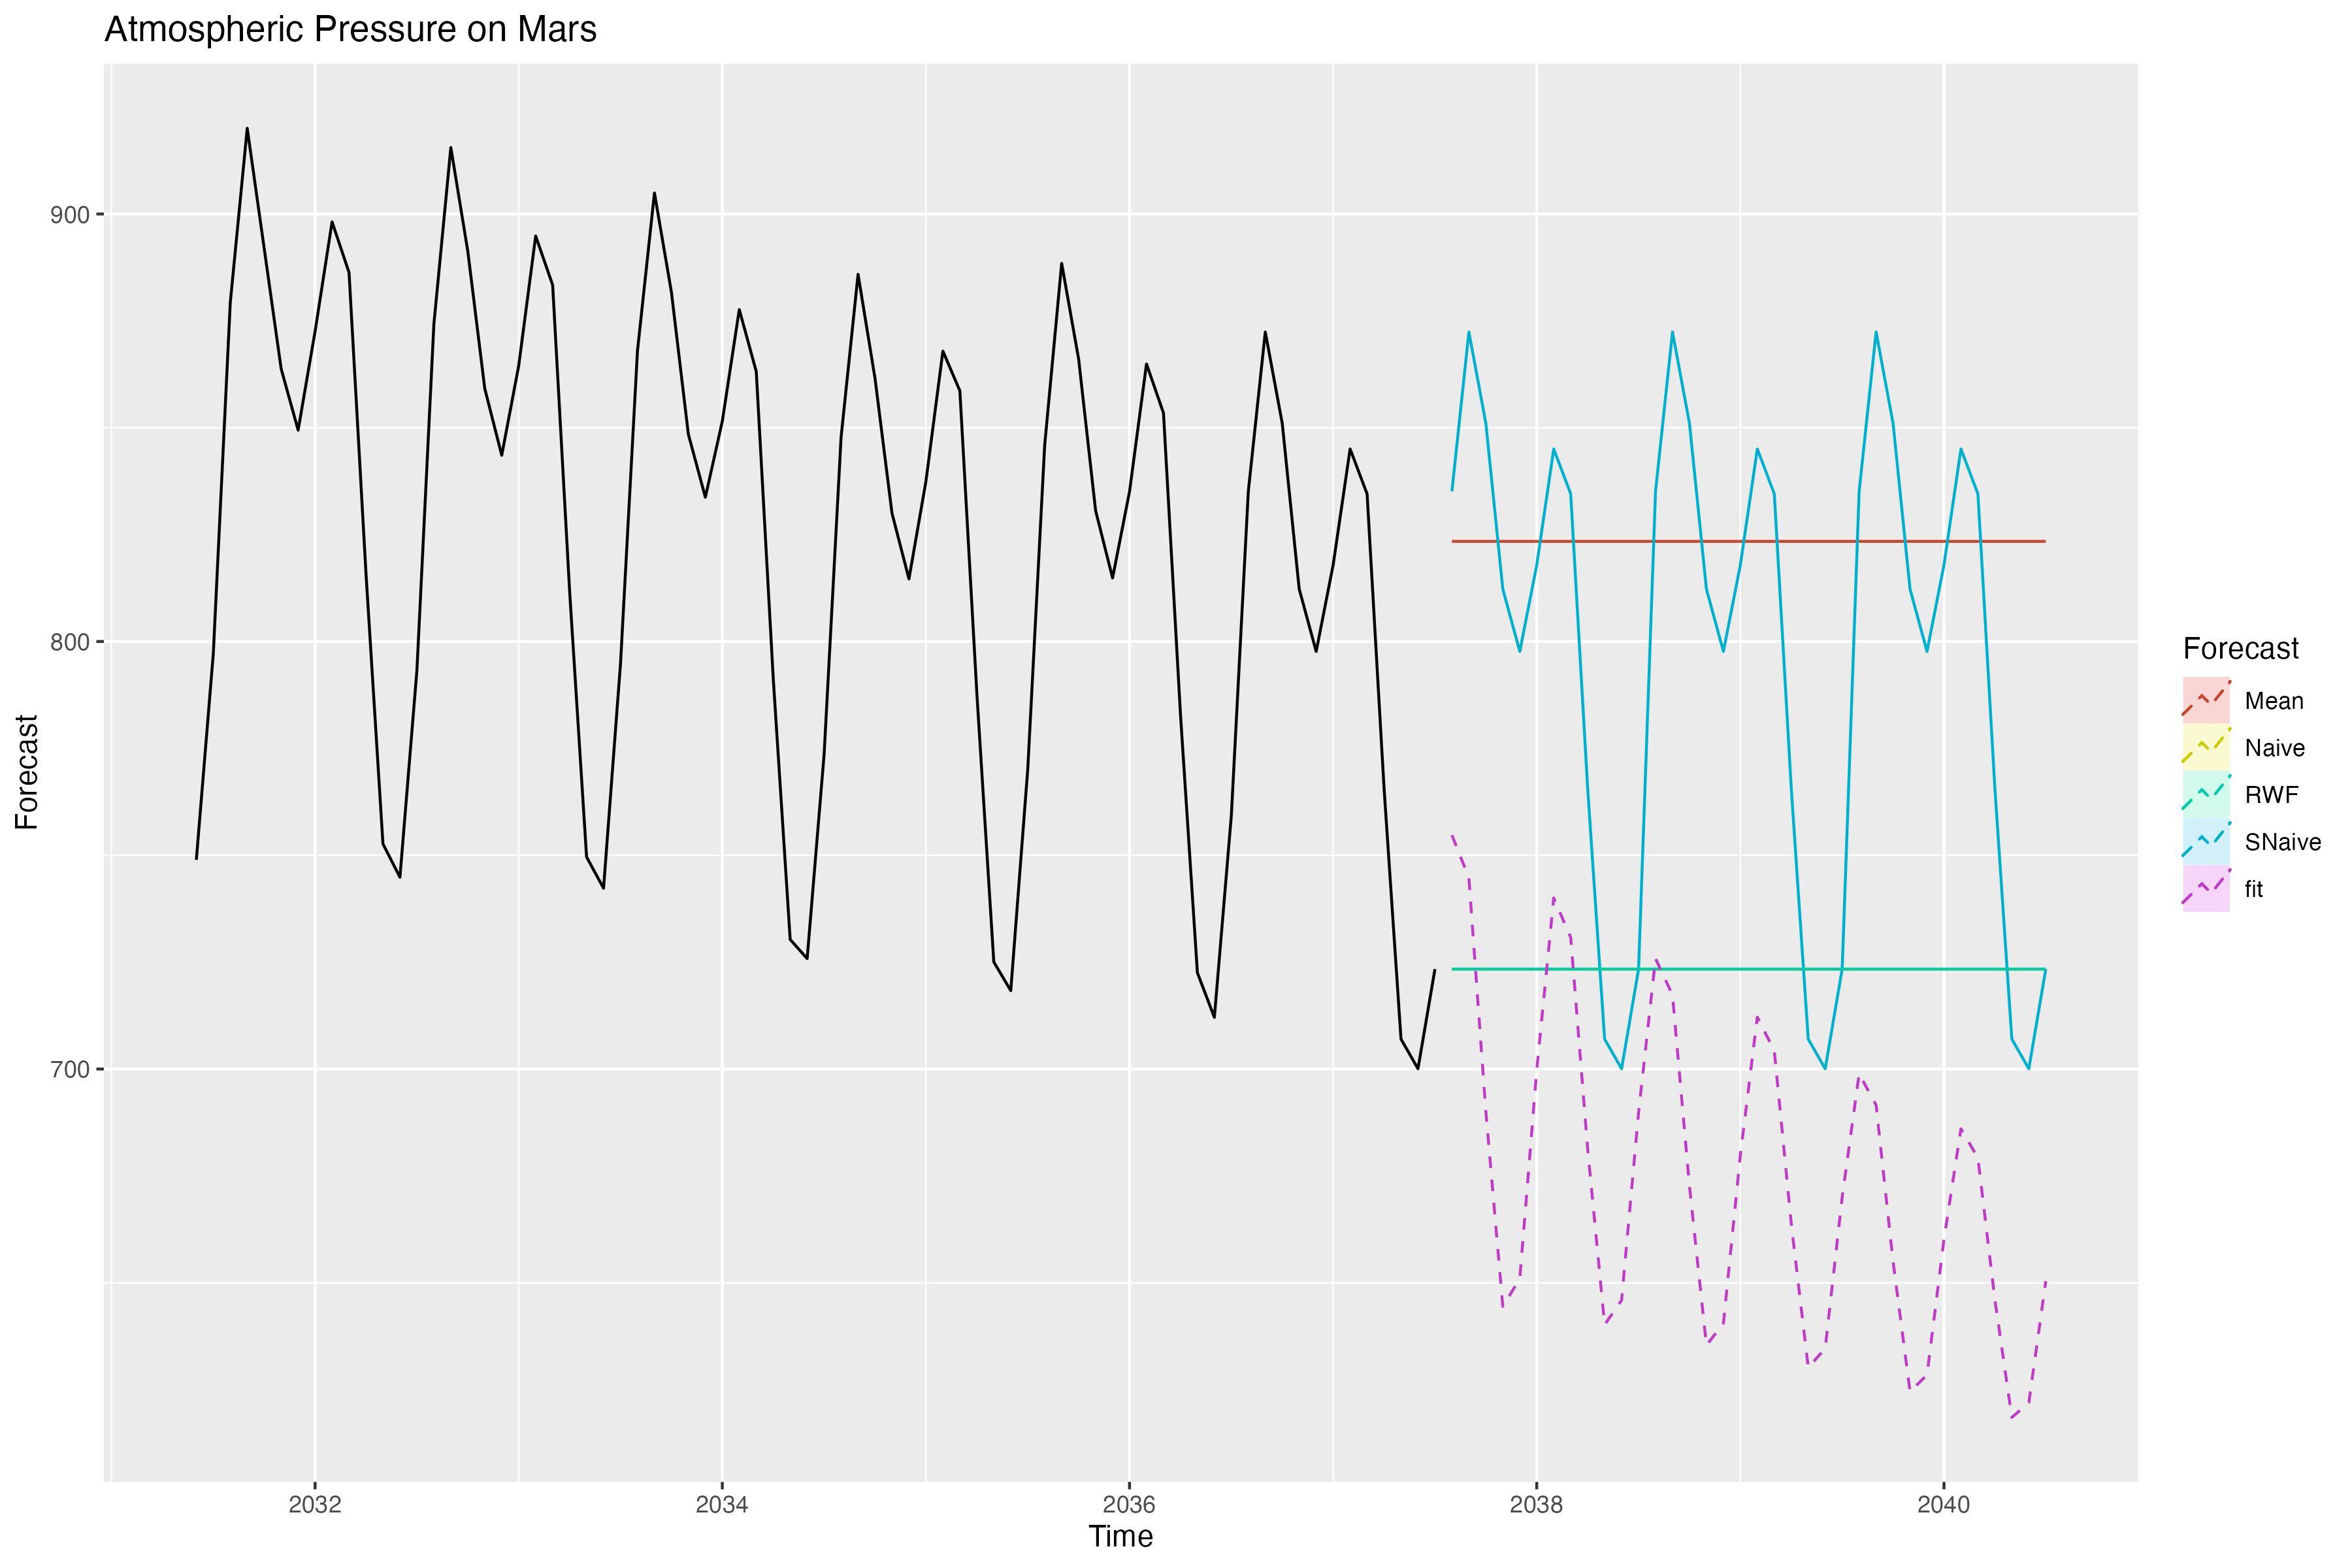 Atmospheric Pressure on Mars
900
800
700
Forecast
2032 2034 2036 2038 2040
Time
Forecast
Mean
Naive
RWF
SNaive
fit